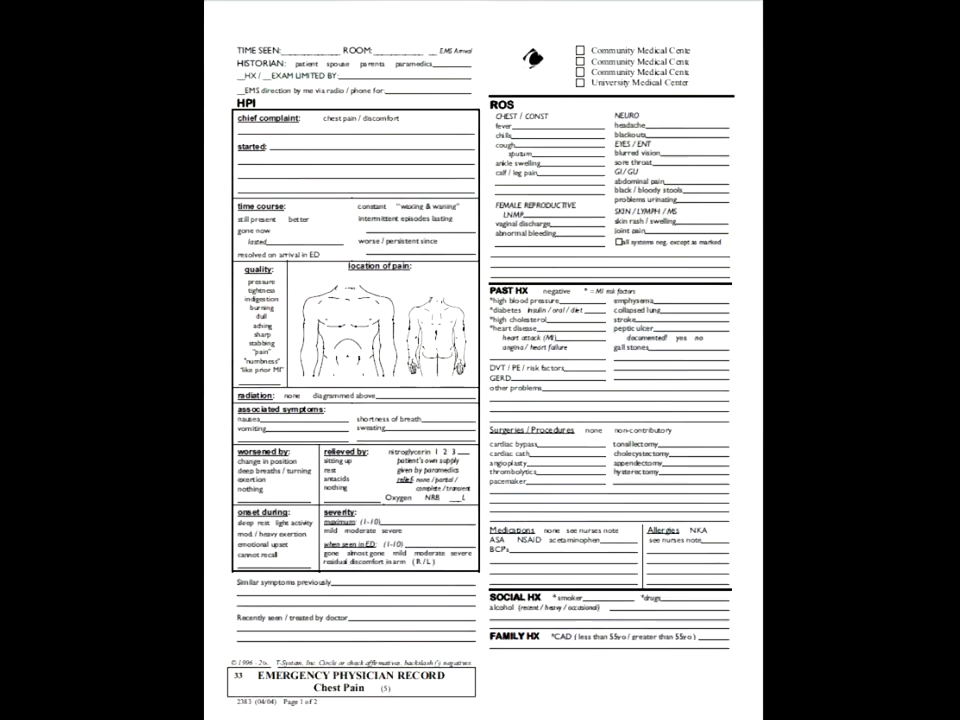 TIME SEEN: ROOM: EMS Arrival
HISTORIAN: patient spouse parents paramedics
__HX / __EXAM LIMITED BY:
__EMS direction by me via radio / phone for:
HPI
chief complaint: chest pain / discomfort
started:
time course: constant "waxing & waning"
still present better intermittent episodes lasting
gone now
lasted worse / persistent since
resolved on arrival in ED
quality:
pressure
tightness
indigestion
burning
dull
aching
sharp
stabbing
"pain"
"numbness"
"like prior MI"
location of pain:
radiation: none diagrammed above
associated symptoms:
nausea shortness of breath
vomiting sweating
worsened by:
change in position
deep breaths / turning
exertion
nothing
relieved by: nitroglycerin 1 2 3
sitting up patient's own supply
rest given by paramedics
antacids relief: none / partial /
nothing complete / transient
Oxygen NRB L
onset during:
sleep rest light activity
mod. / heavy exertion
emotional upset
cannot recall
severity:
maximum: (1-10)
mild moderate severe
when seen in ED: (1-10)
gone almost gone mild moderate severe
residual discomfort in arm (R / L)
Similar symptoms previously
Recently seen / treated by doctor
© 1996 - 20 T-System, Inc. Circle or check affirmatives, backslash (\) negatives.
33 EMERGENCY PHYSICIAN RECORD
Chest Pain (5)
2383 (04/04) Page 1 of 2
Community Medical Cente
Community Medical Cente
Community Medical Cente
University Medical Center
ROS
CHEST / CONST
fever
chills
cough
sputum
ankle swelling
calf / leg pain
FEMALE REPRODUCTIVE
LNMP
vaginal discharge
abnormal bleeding
NEURO
headache
blackouts
EYES / ENT
blurred vision
sore throat
GI / GU
abdominal pain
black / bloody stools
problems urinating
SKIN / LYMPH / MS
skin rash / swelling
joint pain
all systems neg. except as marked
PAST HX negative * = MI risk factors
*high blood pressure emphysema
*diabetes insulin / oral / diet collapsed lung
*high cholesterol stroke
*heart disease peptic ulcer
heart attack (MI) documented? yes no
angina / heart failure gall stones
DVT / PE / risk factors
GERD
other problems
Surgeries / Procedures none non-contributory
cardiac bypass tonsillectomy
cardiac cath cholecystectomy
angioplasty appendectomy
thrombolytics hysterectomy
pacemaker
Medications none see nurses note
ASA NSAID acetaminophen
BCPs
Allergies NKA
see nurses note
SOCIAL HX *smoker *drugs
alcohol (recent / heavy / occasional)
FAMILY HX *CAD ( less than 55yo / greater than 55yo )